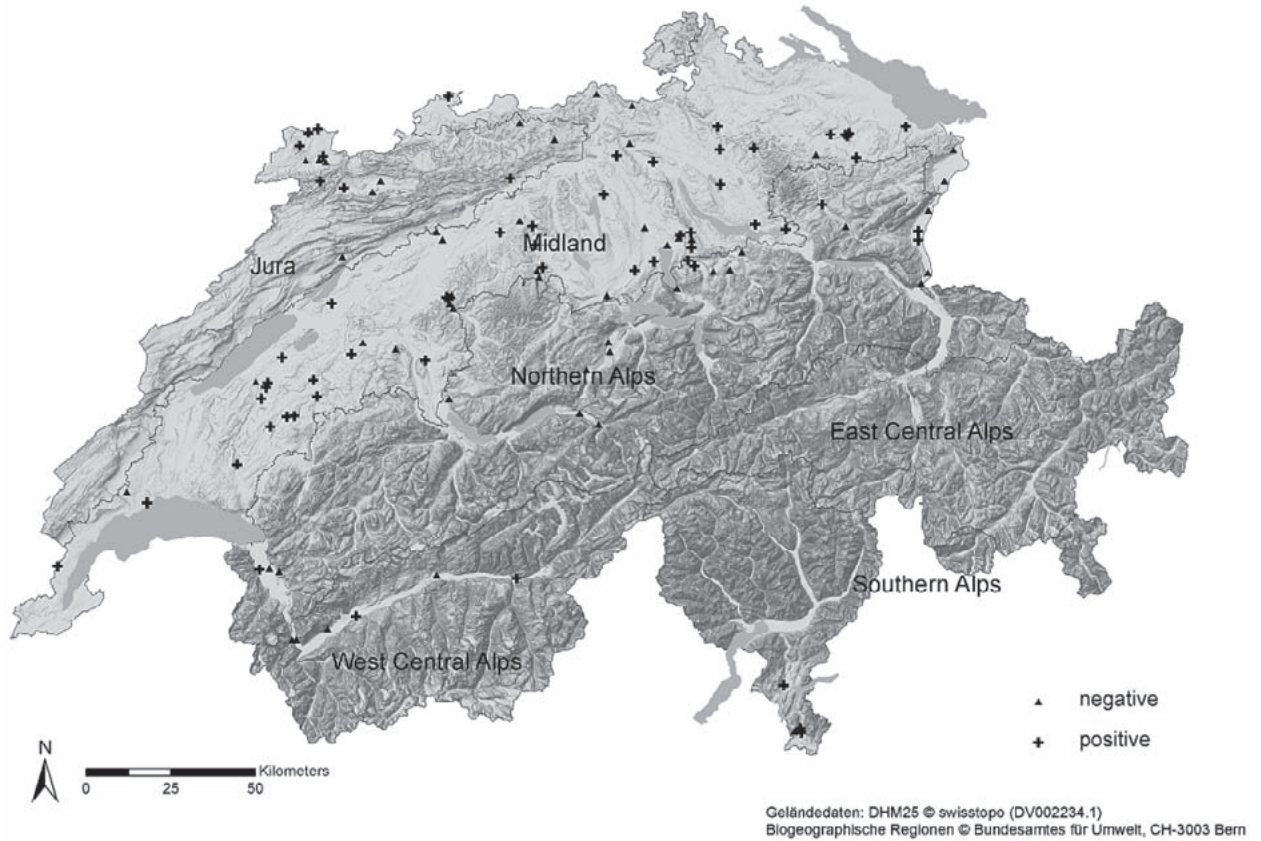 Jura
Midland
Northern Alps
East Central Alps
Southern Alps
West Central Alps
negative
positive
N
Kilometers
0 25 50
Geländedaten: DHM25 © swisstopo (DV002234.1)
Biogeographische Regionen © Bundesamtes für Umwelt, CH-3003 Bern